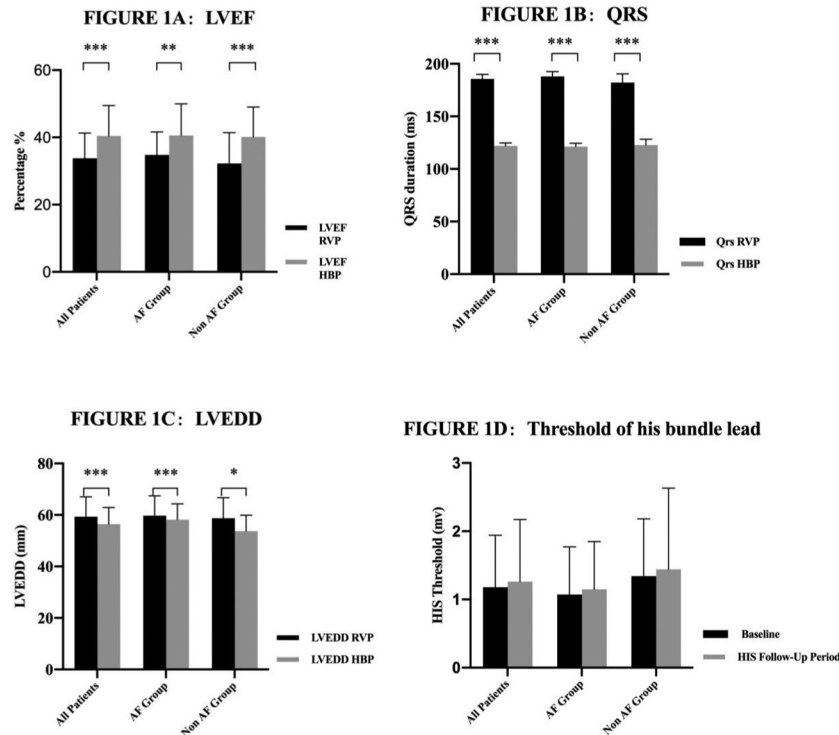 FIGURE 1A: LVEF
*** ** ***
60
40
20
0
Percentage %
All Patients
AF Group
Non AF Group
LVEF
RVP
LVEF
HBP
FIGURE 1B: QRS
*** *** ***
200
150
100
50
0
QRS duration (ms)
All Patients
AF Group
Non AF Group
Qrs RVP
Qrs HBP
FIGURE 1C: LVEDD
*** *** *
80
60
40
20
0
LVEDD (mm)
All Patients
AF Group
Non AF Group
LVEDD RVP
LVEDD HBP
FIGURE 1D: Threshold of his bundle lead
3
2
1
0
HIS Threshold (mv)
All Patients
AF Group
Non AF Group
Baseline
HIS Follow-Up Period